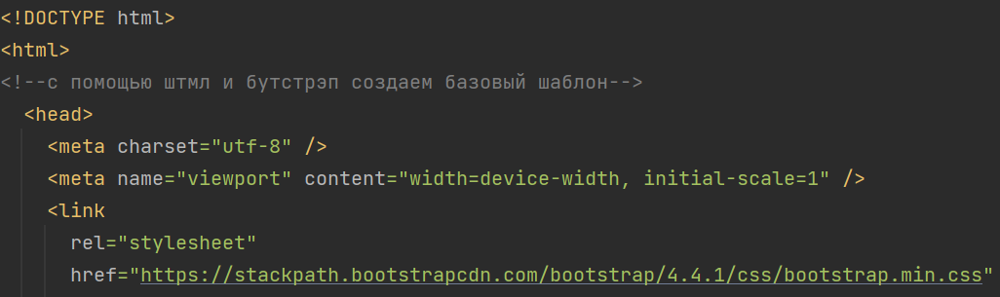 <!DOCTYPE html>
<html>
<!--с помощью штмл и бутстрэп создаем базовый шаблон-->
<head>
<meta charset="utf-8" />
<meta name="viewport" content="width=device-width, initial-scale=1" />
<link
rel="stylesheet"
href="https://stackpath.bootstrapcdn.com/bootstrap/4.4.1/css/bootstrap.min.css"